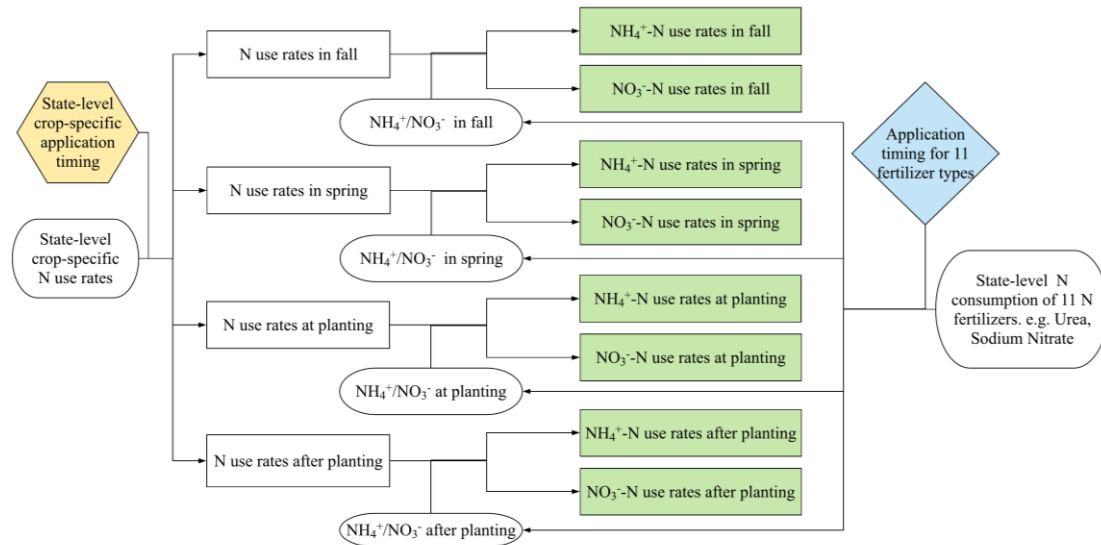 State-level
crop-specific
application
timing
State-level
crop-specific
N use rates
N use rates in fall
N use rates in spring
N use rates at planting
N use rates after planting
NH₄⁺/NO₃⁻ in fall
NH₄⁺/NO₃⁻ in spring
NH₄⁺/NO₃⁻ at planting
NH₄⁺/NO₃⁻ after planting
NH₄⁺-N use rates in fall
NO₃⁻-N use rates in fall
NH₄⁺-N use rates in spring
NO₃⁻-N use rates in spring
NH₄⁺-N use rates at planting
NO₃⁻-N use rates at planting
NH₄⁺-N use rates after planting
NO₃⁻-N use rates after planting
Application
timing for 11
fertilizer types
State-level N
consumption of 11 N
fertilizers. e.g. Urea,
Sodium Nitrate